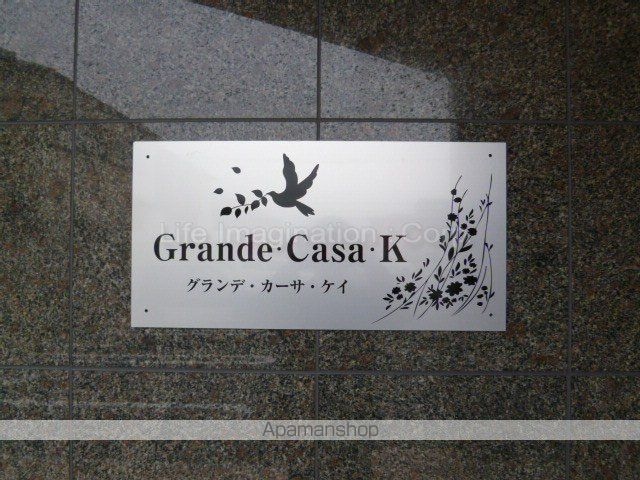 Life Imagination .Co
Grande·Casa·K
グランデ・カーサ・ケイ
Apamanshop